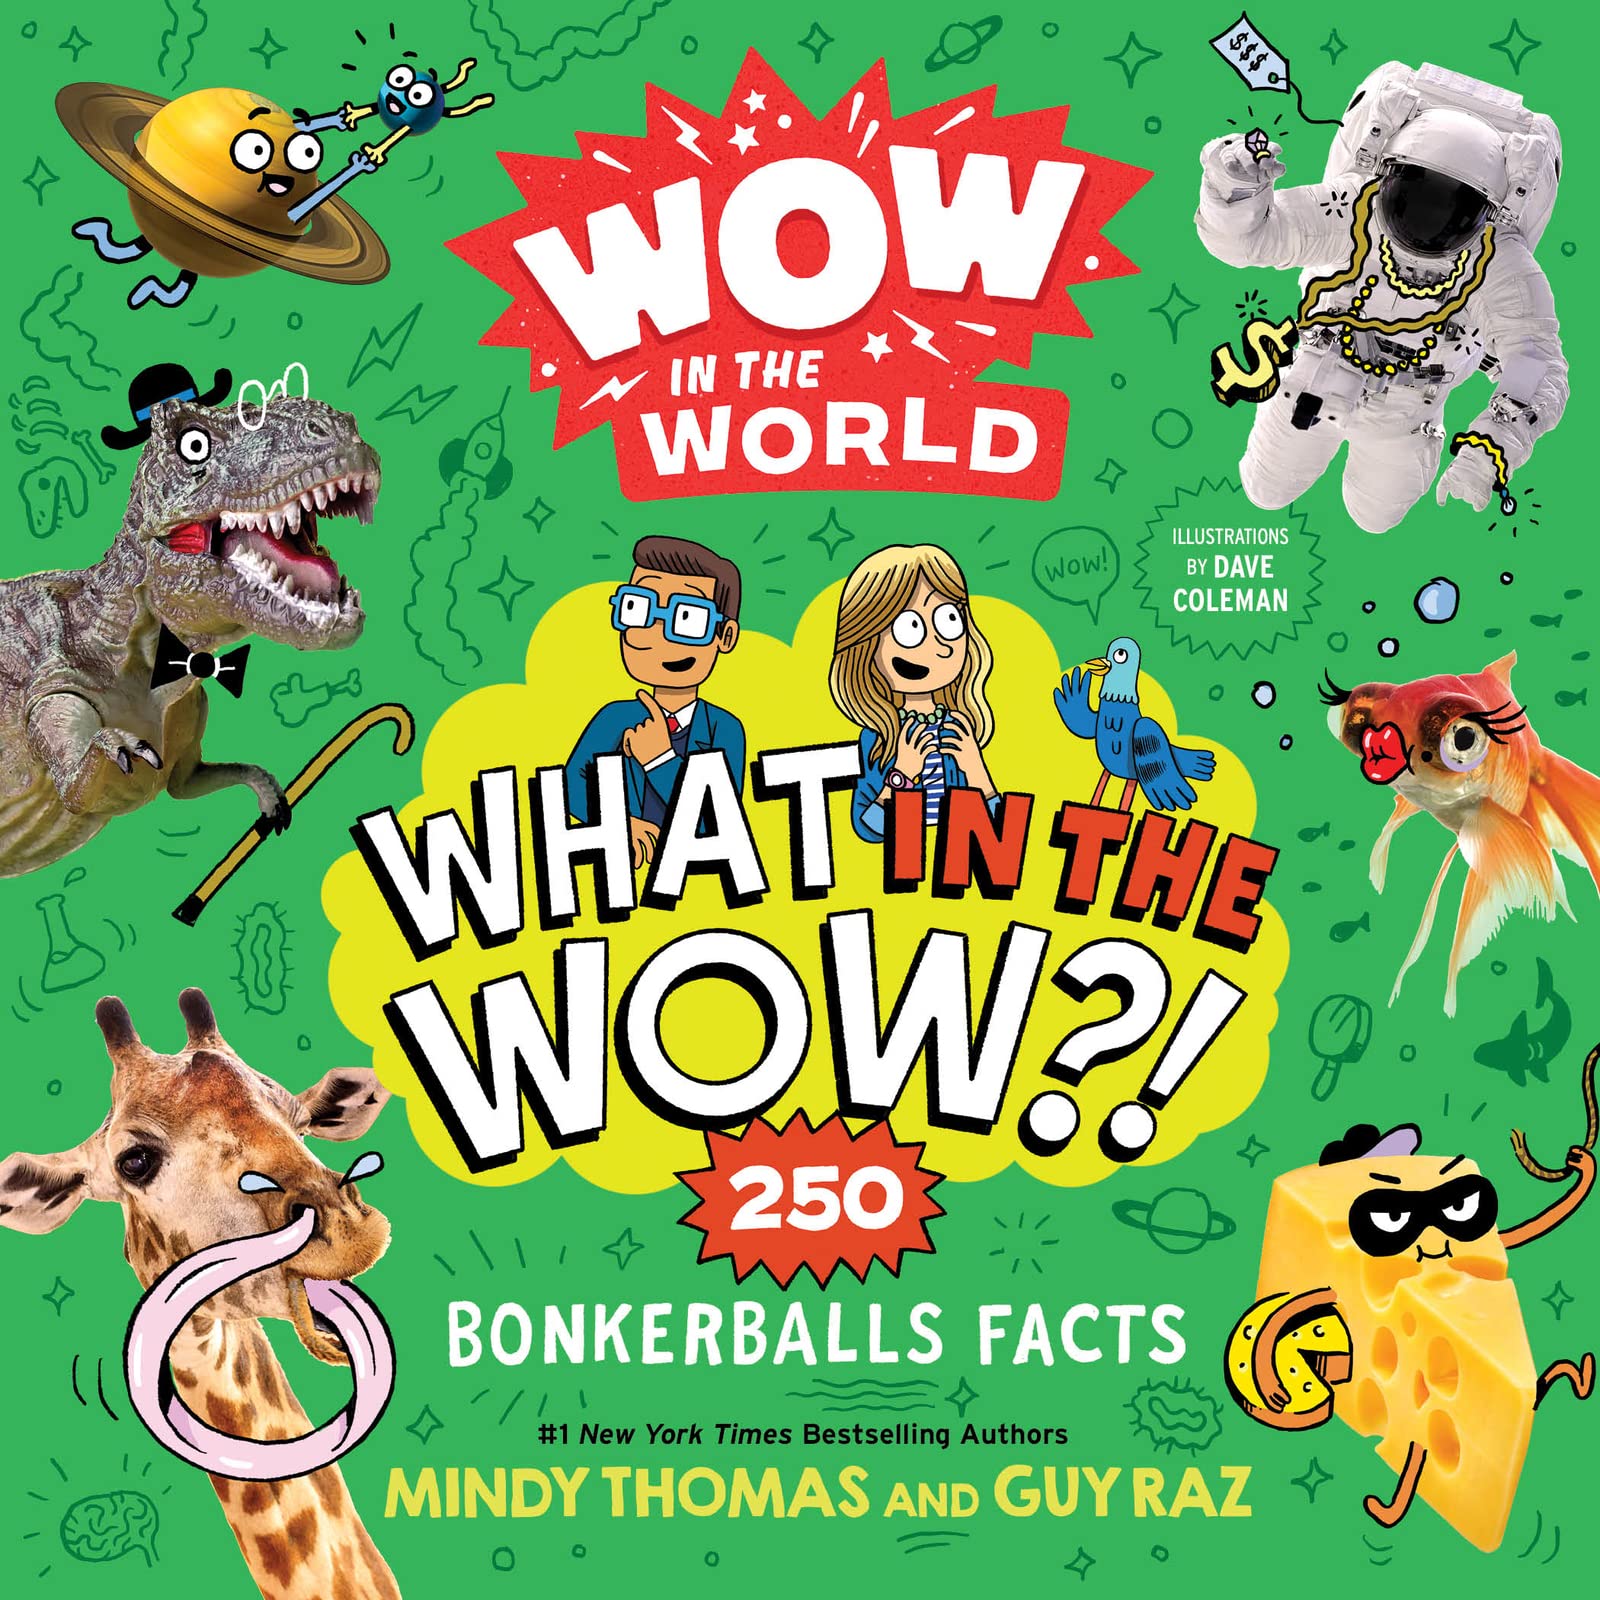 WOW
IN THE
WORLD
$$$
$
ILLUSTRATIONS
BY DAVE
COLEMAN
WOW!
WHAT IN THE
WOW?!
250
BONKERBALLS FACTS
#1 New York Times Bestselling Authors
MINDY THOMAS AND GUY RAZ